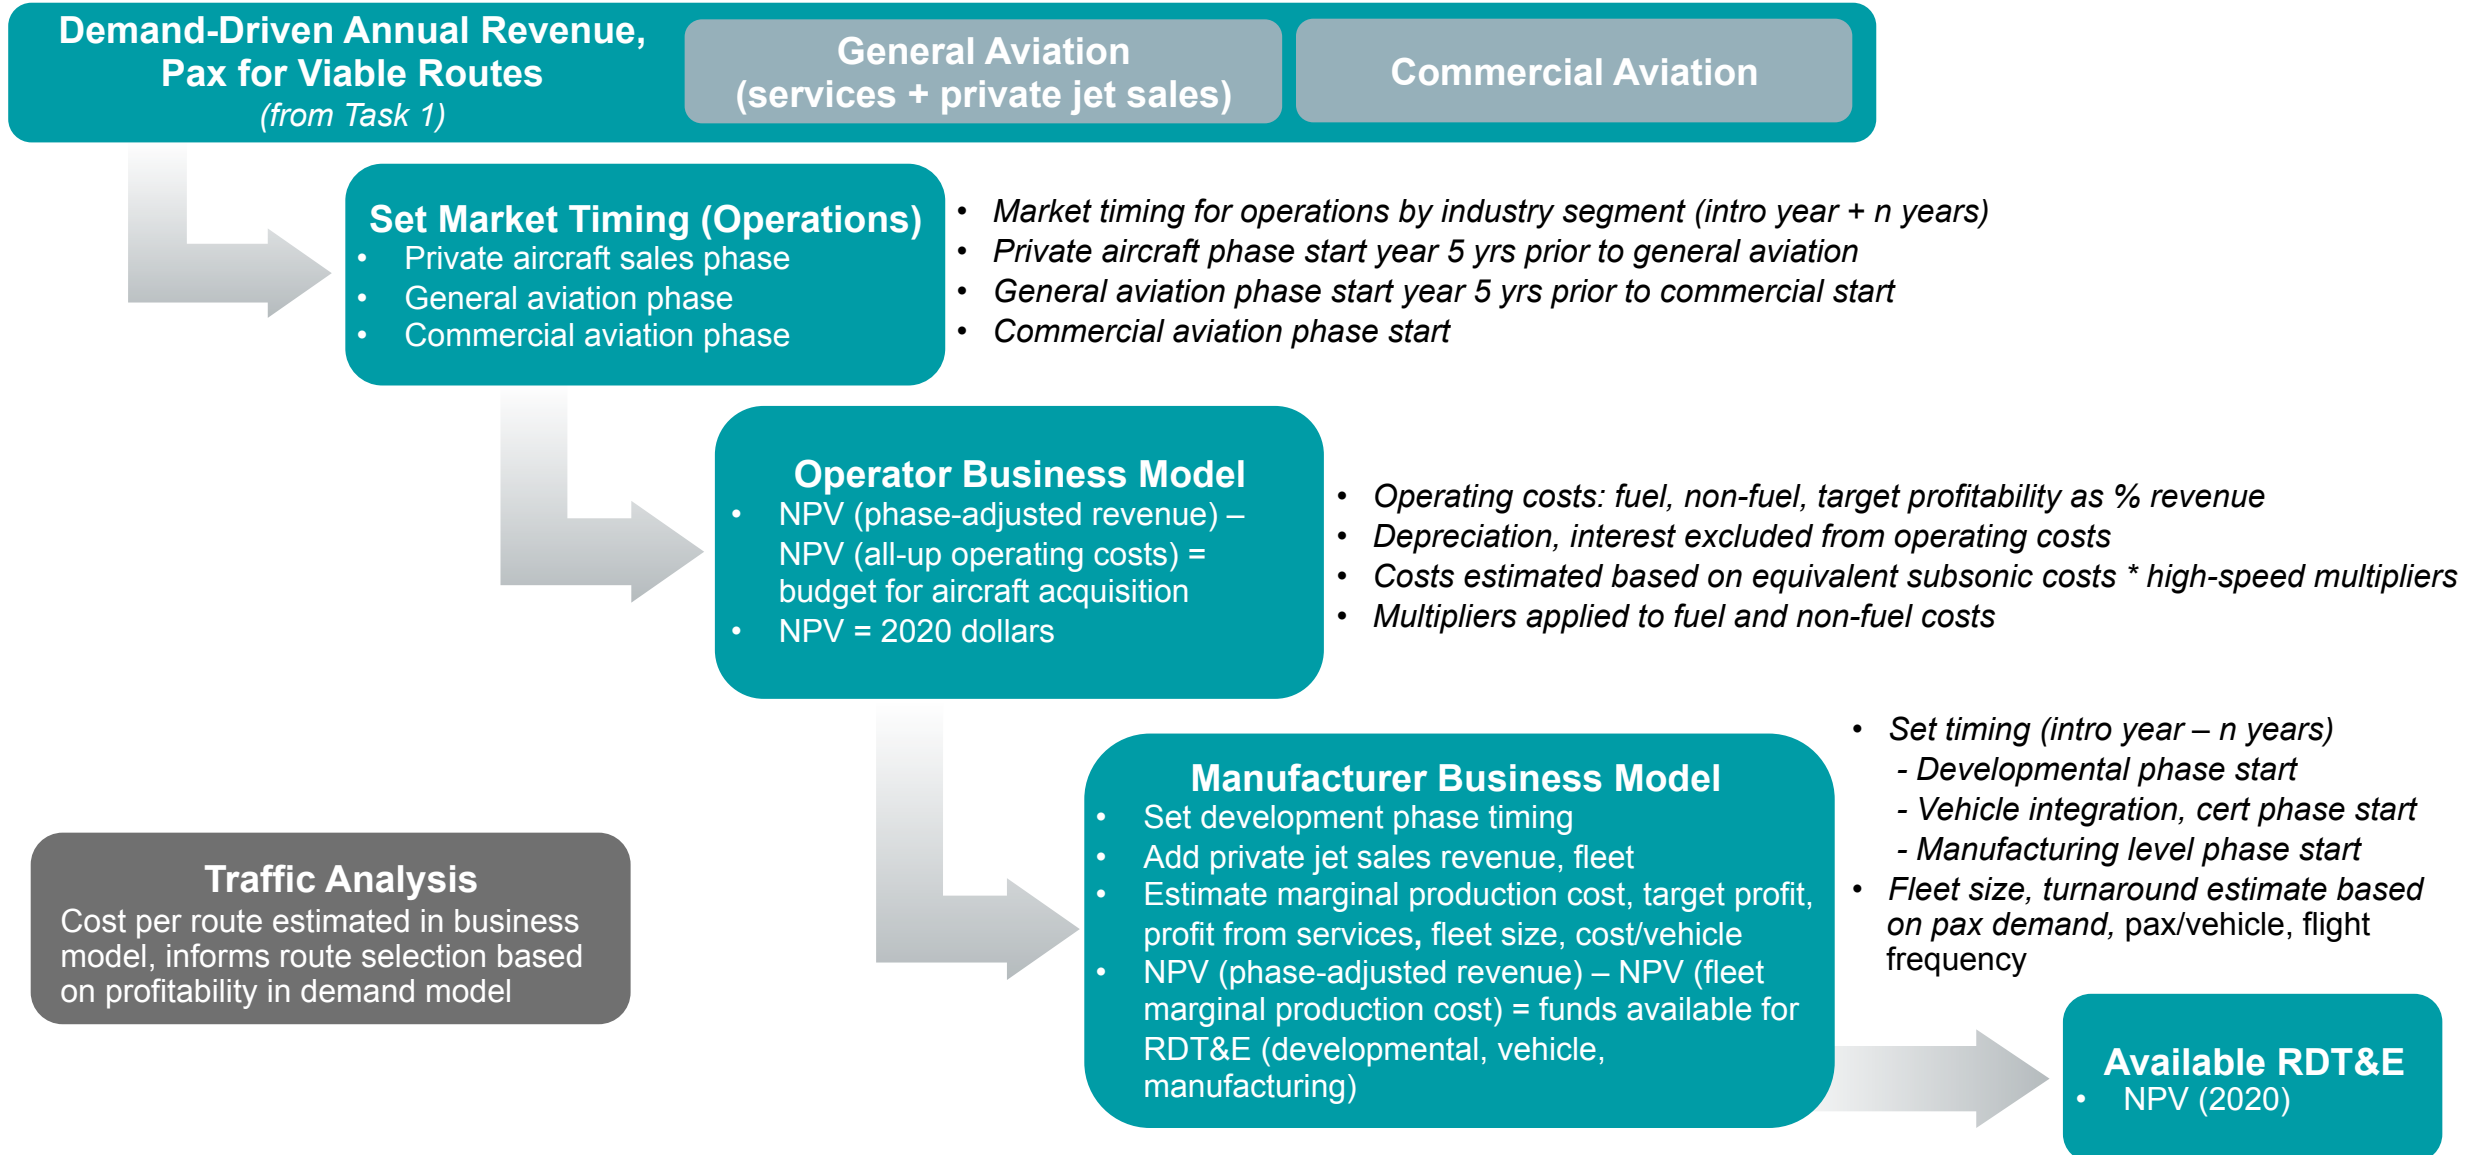 Demand-Driven Annual Revenue,
Pax for Viable Routes
(from Task 1)
General Aviation
(services + private jet sales)
Commercial Aviation
Set Market Timing (Operations)
• Private aircraft sales phase
• General aviation phase
• Commercial aviation phase
• Market timing for operations by industry segment (intro year + n years)
• Private aircraft phase start year 5 yrs prior to general aviation
• General aviation phase start year 5 yrs prior to commercial start
• Commercial aviation phase start
Operator Business Model
• NPV (phase-adjusted revenue) –
NPV (all-up operating costs) =
budget for aircraft acquisition
• NPV = 2020 dollars
• Operating costs: fuel, non-fuel, target profitability as % revenue
• Depreciation, interest excluded from operating costs
• Costs estimated based on equivalent subsonic costs * high-speed multipliers
• Multipliers applied to fuel and non-fuel costs
Manufacturer Business Model
• Set development phase timing
• Add private jet sales revenue, fleet
• Estimate marginal production cost, target profit,
profit from services, fleet size, cost/vehicle
• NPV (phase-adjusted revenue) – NPV (fleet
marginal production cost) = funds available for
RDT&E (developmental, vehicle,
manufacturing)
• Set timing (intro year – n years)
- Developmental phase start
- Vehicle integration, cert phase start
- Manufacturing level phase start
• Fleet size, turnaround estimate based
on pax demand, pax/vehicle, flight
frequency
Traffic Analysis
Cost per route estimated in business
model, informs route selection based
on profitability in demand model
Available RDT&E
• NPV (2020)